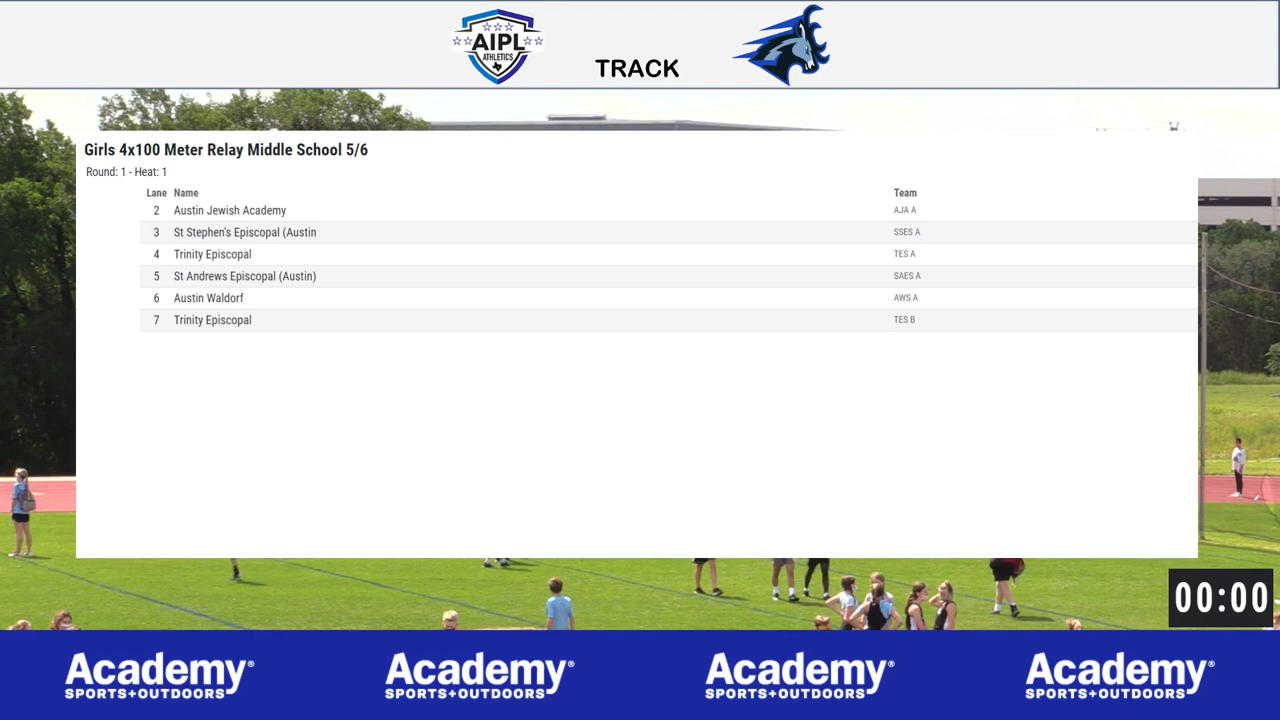 AIPL
ATHLETICS
TRACK
Girls 4x100 Meter Relay Middle School 5/6
Round: 1 - Heat: 1
Lane Name Team
2 Austin Jewish Academy AJA A
3 St Stephen's Episcopal (Austin SSES A
4 Trinity Episcopal TES A
5 St Andrews Episcopal (Austin) SAES A
6 Austin Waldorf AWS A
7 Trinity Episcopal TES B
00:00
Academy® Academy® Academy® Academy®
SPORTS+OUTDOORS SPORTS+OUTDOORS SPORTS+OUTDOORS SPORTS+OUTDOORS